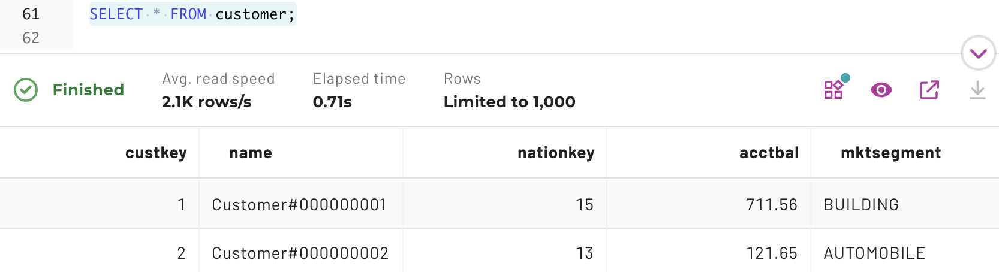 61 SELECT * FROM customer;
62
Finished
Avg. read speed Elapsed time Rows
2.1K rows/s 0.71s Limited to 1,000
custkey name nationkey acctbal mktsegment
1 Customer#000000001 15 711.56 BUILDING
2 Customer#000000002 13 121.65 AUTOMOBILE